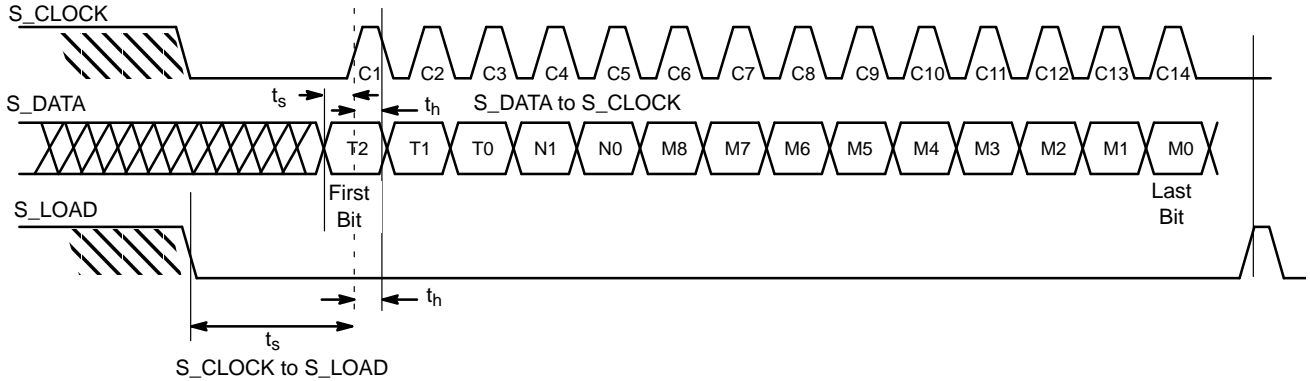 S_CLOCK
C1 C2 C3 C4 C5 C6 C7 C8 C9 C10 C11 C12 C13 C14
S_DATA
ts
th
S_DATA to S_CLOCK
T2 T1 T0 N1 N0 M8 M7 M6 M5 M4 M3 M2 M1 M0
First
Bit
Last
Bit
S_LOAD
th
ts
S_CLOCK to S_LOAD